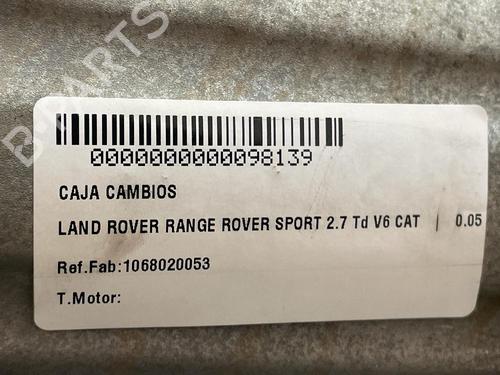 B-PARTS
0000000000098139
CAJA CAMBIOS
LAND ROVER RANGE ROVER SPORT 2.7 Td V6 CAT | 0.05
Ref.Fab:1068020053
T.Motor: